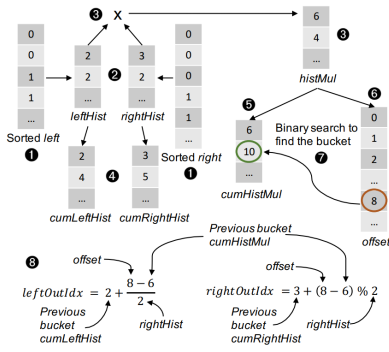 ❸ X
6
4
...
❸
histMul
0
0
1
1
...
Sorted left
❶
2
2
...
leftHist
❷
3
2
...
rightHist
0
0
0
1
...
Sorted right
❶
2
4
...
cumLeftHist
❹
3
5
...
cumRightHist
❺
6
10
...
cumHistMul
Binary search to
find the bucket
❼
❻
0
1
2
...
8
...
offset
Previous bucket
cumHistMul
❽
offset
leftOutIdx = 2 + (8 − 6)/2
Previous
bucket
cumLeftHist
rightHist
offset
rightOutIdx = 3 + (8 − 6) % 2
Previous
bucket
cumRightHist
rightHist